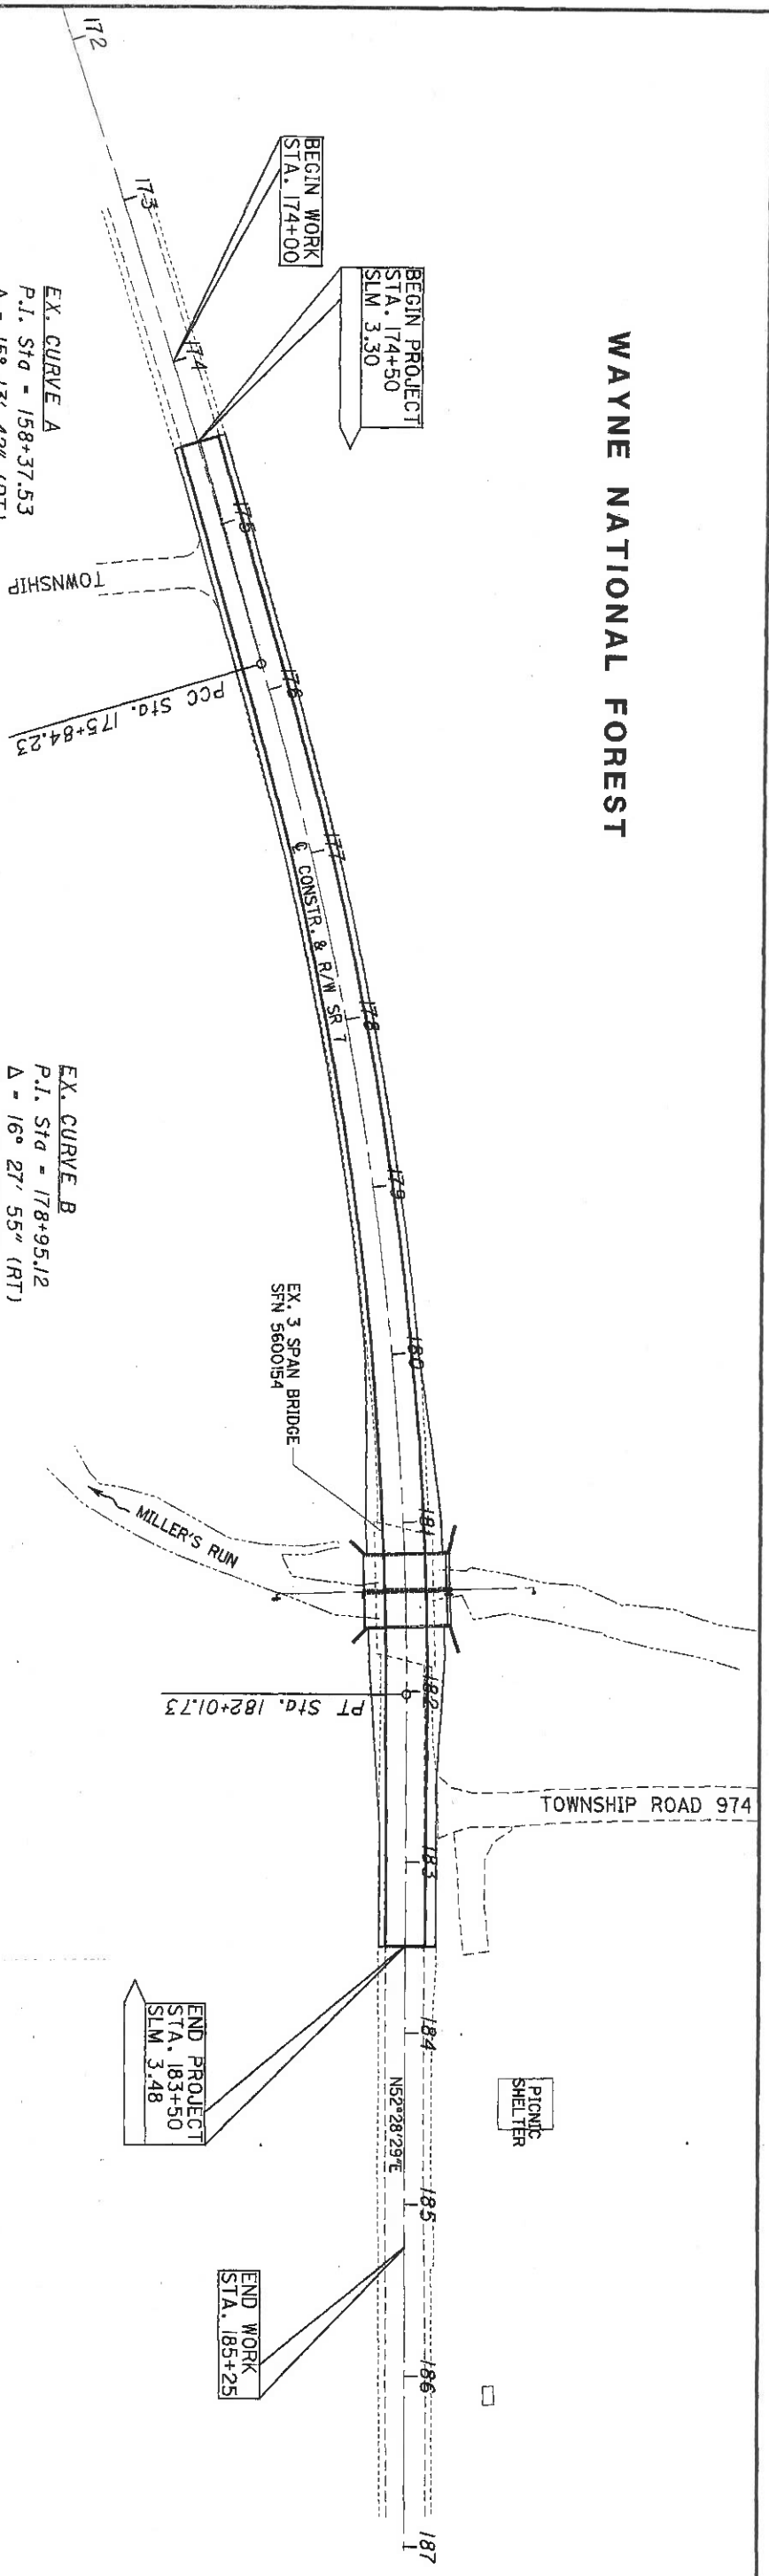 WAYNE NATIONAL FOREST
172
173
174
175
176
177
178
179
180
181
182
183
184
185
186
187
BEGIN WORK
STA. 174+00
BEGIN PROJECT
STA. 174+50
SLM 3.30
TOWNSHIP
PCC Sta. 175+84.23
℄ CONSTR. & R/W SR 7
EX. 3 SPAN BRIDGE
SFN 5600154
MILLER'S RUN
PT Sta. 182+01.73
TOWNSHIP ROAD 974
PICNIC
SHELTER
N52°28'29"E
END PROJECT
STA. 183+50
SLM 3.48
END WORK
STA. 185+25
EX. CURVE A
P.I. Sta = 158+37.53
EX. CURVE B
P.I. Sta = 178+95.12
Δ = 16° 27' 55" (RT)